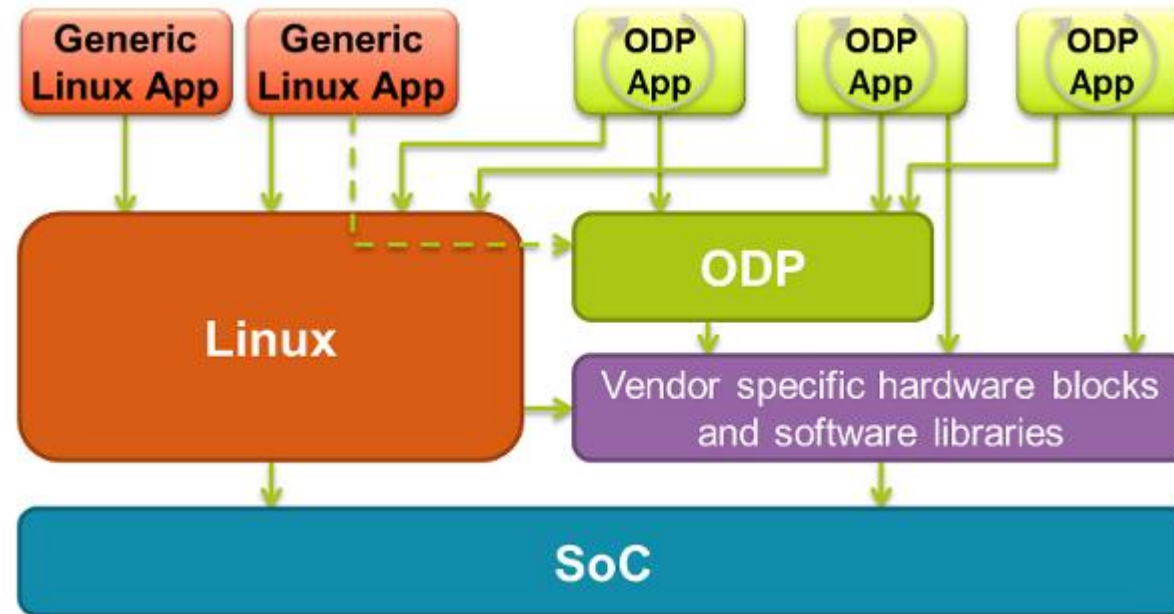 Generic
Linux App
Generic
Linux App
ODP
App
ODP
App
ODP
App
Linux
ODP
Vendor specific hardware blocks
and software libraries
SoC